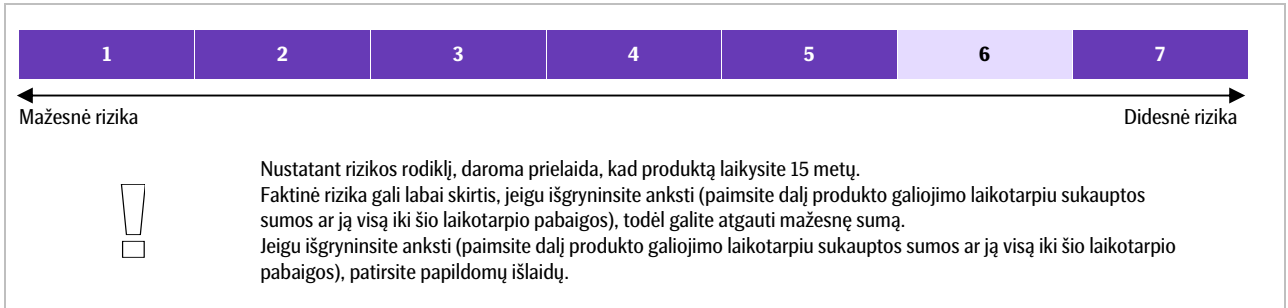 1 2 3 4 5 6 7
Mažesnė rizika Didesnė rizika
Nustatant rizikos rodiklį, daroma prielaida, kad produktą laikysite 15 metų.
Faktinė rizika gali labai skirtis, jeigu išgryninsite anksti (paimsite dalį produkto galiojimo laikotarpiu sukauptos
sumos ar ją visą iki šio laikotarpio pabaigos), todėl galite atgauti mažesnę sumą.
Jeigu išgryninsite anksti (paimsite dalį produkto galiojimo laikotarpiu sukauptos sumos ar ją visą iki šio laikotarpio
pabaigos), patirsite papildomų išlaidų.